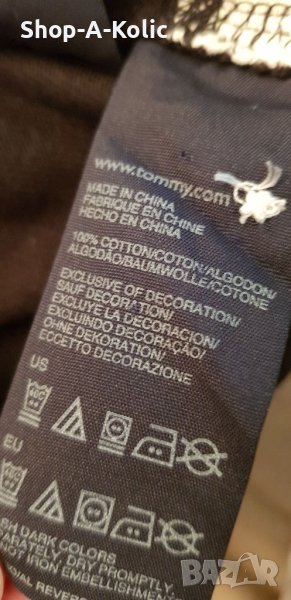 Shop-A-Kolic
www.tommy.com
MADE IN CHINA
FABRIQUE EN CHINE
HECHO EN CHINA
100% COTTON/COTON/ALGODON/
ALGODÃO/BAUMWOLLE/COTONE
EXCLUSIVE OF DECORATION/
SAUF DECORATION/
EXCLUYE LA DECORACION/
EXCLUINDO DECORAÇÃO/
OHNE DEKORATION/
ECCETTO DECORAZIONE
US
EU
DARK COLORS
DRY
IRON EMBELLISHMENT
REVERS
BAZAR